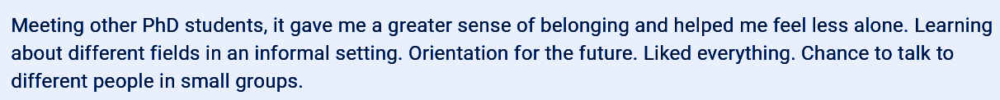 Meeting other PhD students, it gave me a greater sense of belonging and helped me feel less alone. Learning
about different fields in an informal setting. Orientation for the future. Liked everything. Chance to talk to
different people in small groups.